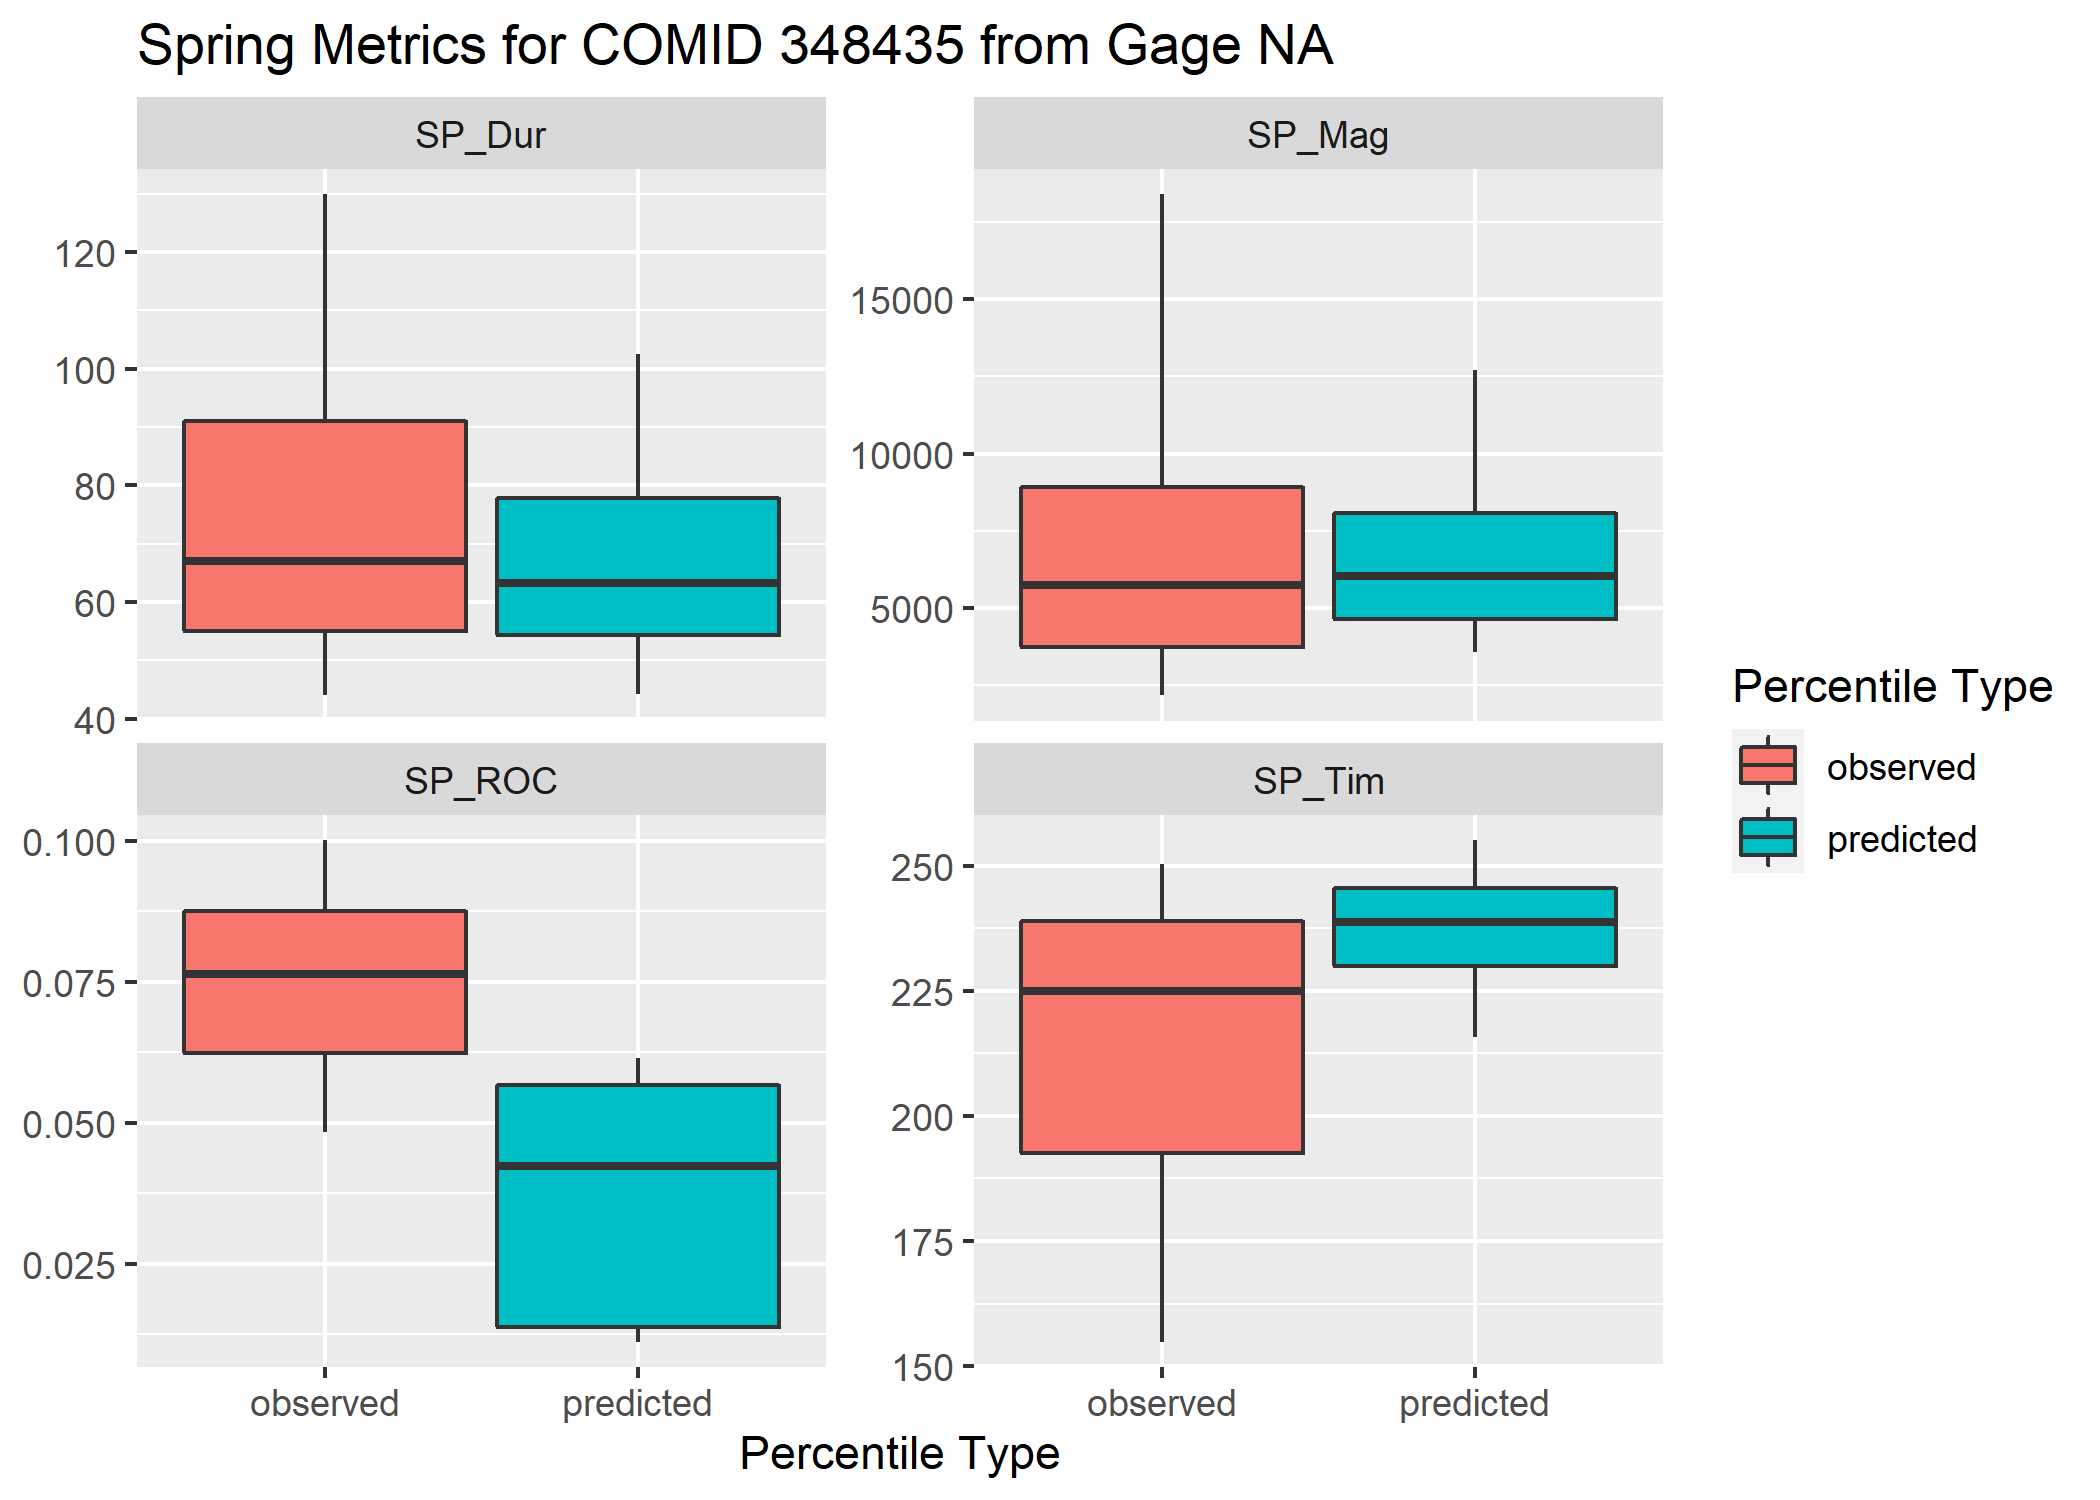 Spring Metrics for COMID 348435 from Gage NA
SP_Dur
SP_Mag
120
100
80
60
40
15000
10000
5000
SP_ROC
SP_Tim
0.100
0.075
0.050
0.025
250
225
200
175
150
observed
predicted
observed
predicted
Percentile Type
Percentile Type
observed
predicted